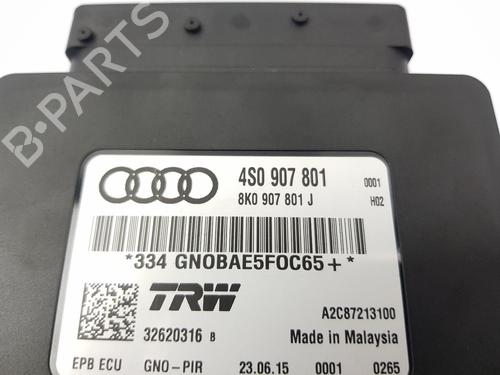 B-PARTS
4S0 907 801 0001
8K0 907 801 J H02
*334 GNOBAE5FOC65+*
TRW
A2C87213100
32620316 B Made in Malaysia
EPB ECU GNO-PIR 23.06.15 0001 0265